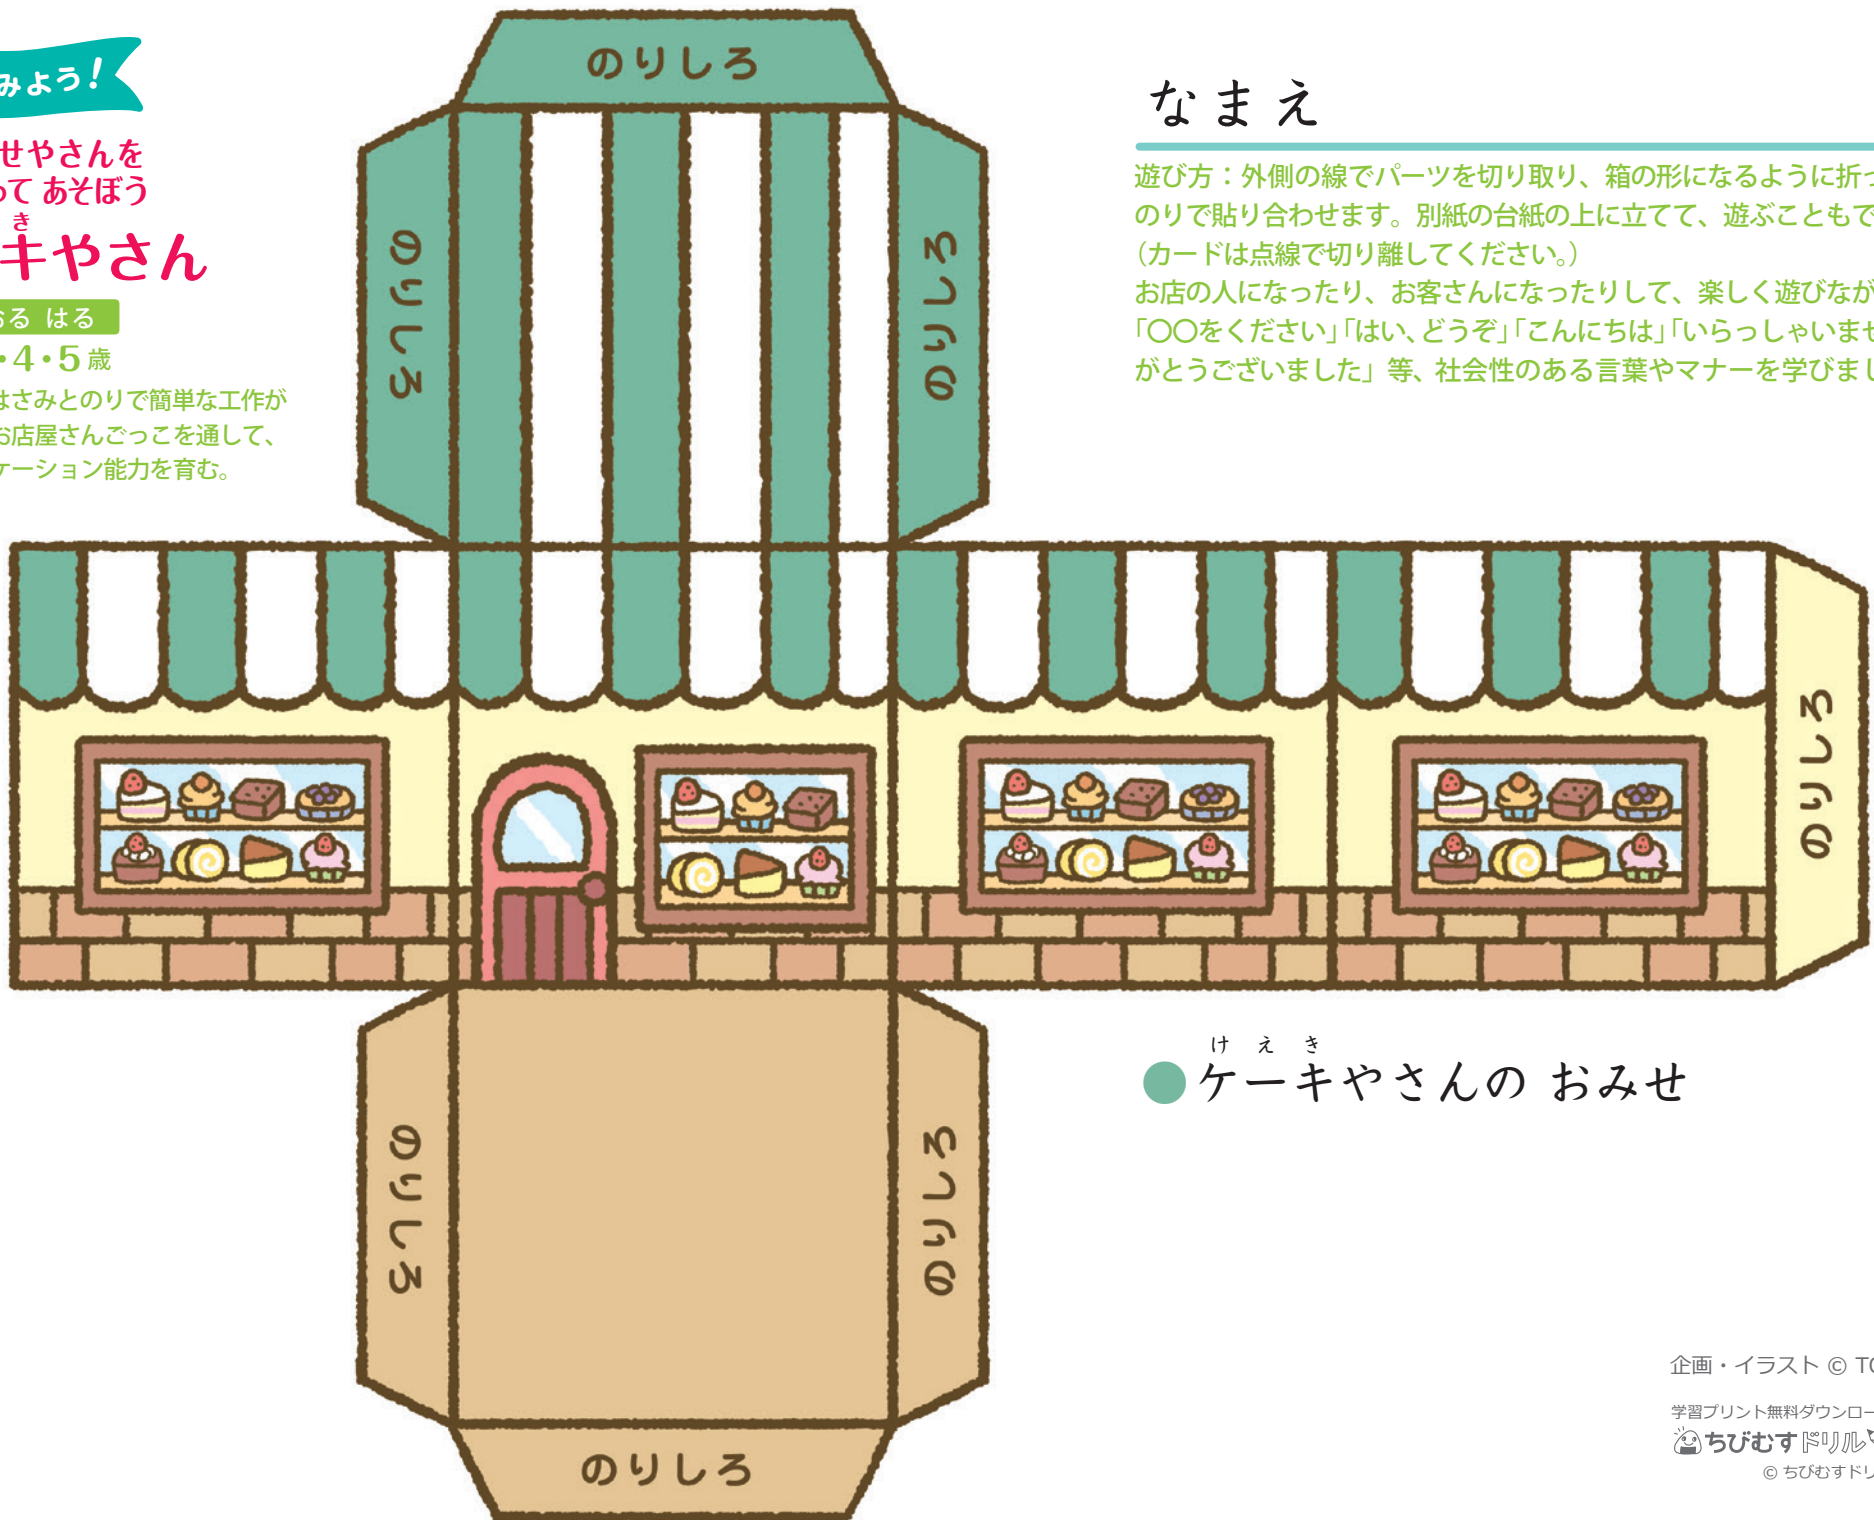 みよう!
せやさんを
って あそぼう
き
キやさん
おる はる
・4・5歳
はさみとのりで簡単な工作が
お店屋さんごっこを通して、
ケーション能力を育む。
のりしろ
のりしろ
のりしろ
なまえ
遊び方：外側の線でパーツを切り取り、箱の形になるように折っ
のりで貼り合わせます。別紙の台紙の上に立てて、遊ぶこともで
（カードは点線で切り離してください。）
お店の人になったり、お客さんになったりして、楽しく遊びなが
「〇〇をください」「はい、どうぞ」「こんにちは」「いらっしゃいませ
がとうございました」等、社会性のある言葉やマナーを学びまし
のりしろ
け え き
●ケーキやさんの おみせ
のりしろ
のりしろ
のりしろ
企画・イラスト © TO
学習プリント無料ダウンロー
ちびむすドリル
© ちびむすドリ